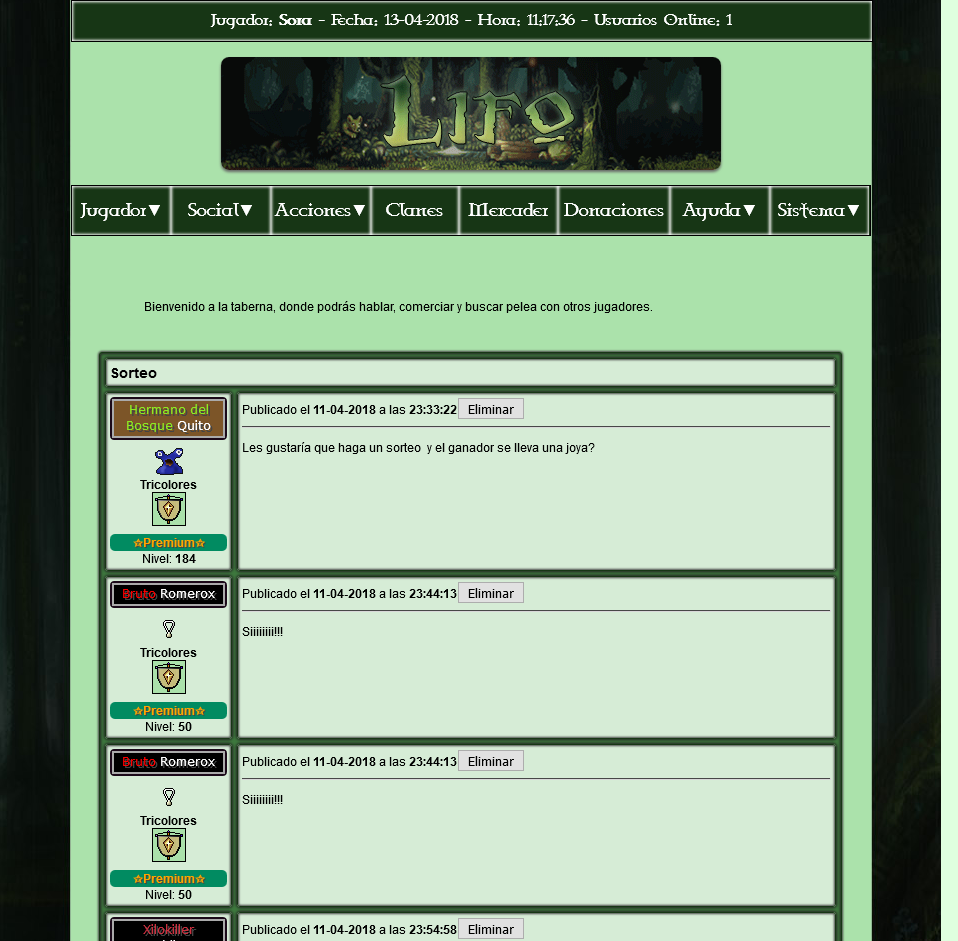 Jugador: Sora - Fecha: 13-04-2018 - Hora: 11:17:36 - Usuarios Online: 1
Lifo
Jugador▼ Social▼ Acciones▼ Clanes Mercader Donaciones Ayuda▼ Sistema▼
Bienvenido a la taberna, donde podrás hablar, comerciar y buscar pelea con otros jugadores.
Sorteo
Hermano del
Bosque Quito
Tricolores
☆Premium☆
Nivel: 184
Publicado el 11-04-2018 a las 23:33:22 Eliminar
Les gustaría que haga un sorteo y el ganador se lleva una joya?
Bruto Romerox
Tricolores
☆Premium☆
Nivel: 50
Publicado el 11-04-2018 a las 23:44:13 Eliminar
Siiiiiiii!!!
Bruto Romerox
Tricolores
☆Premium☆
Nivel: 50
Publicado el 11-04-2018 a las 23:44:13 Eliminar
Siiiiiiii!!!
Xilokiller
Publicado el 11-04-2018 a las 23:54:58 Eliminar